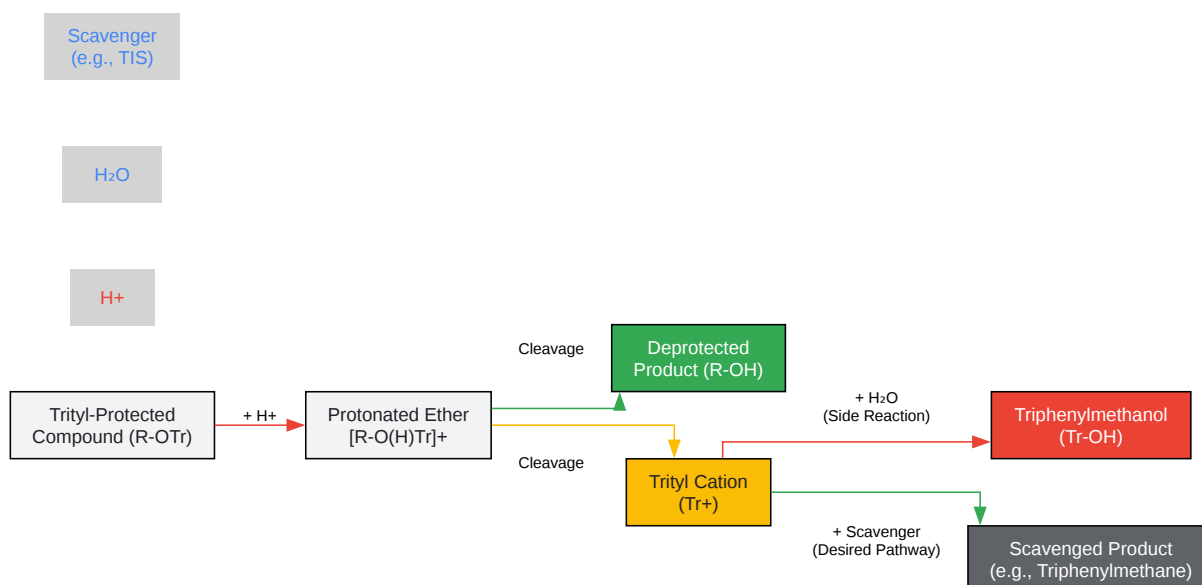 Scavenger
(e.g., TIS)
H₂O
H+
Cleavage
Deprotected
Product (R-OH)
Trityl-Protected
Compound (R-OTr)
+ H+
Protonated Ether
[R-O(H)Tr]+
+ H₂O
(Side Reaction)
Triphenylmethanol
(Tr-OH)
Cleavage
Trityl Cation
(Tr+)
+ Scavenger
(Desired Pathway)
Scavenged Product
(e.g., Triphenylmethane)